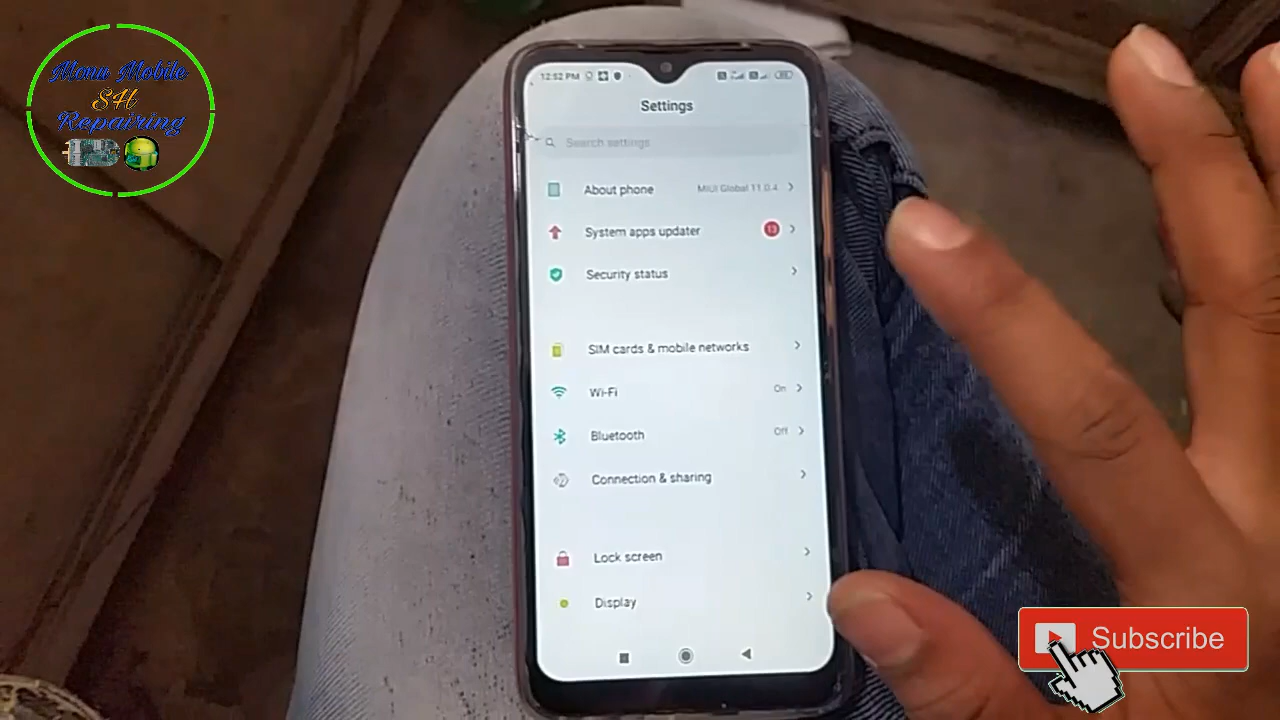 Monu Mobile
SH
Repairing
12:52 PM
Settings
Search settings
About phone
MIUI Global 11.0.4
System apps updater
13
Security status
SIM cards & mobile networks
Wi-Fi
On
Bluetooth
Off
Connection & sharing
Lock screen
Display
Subscribe